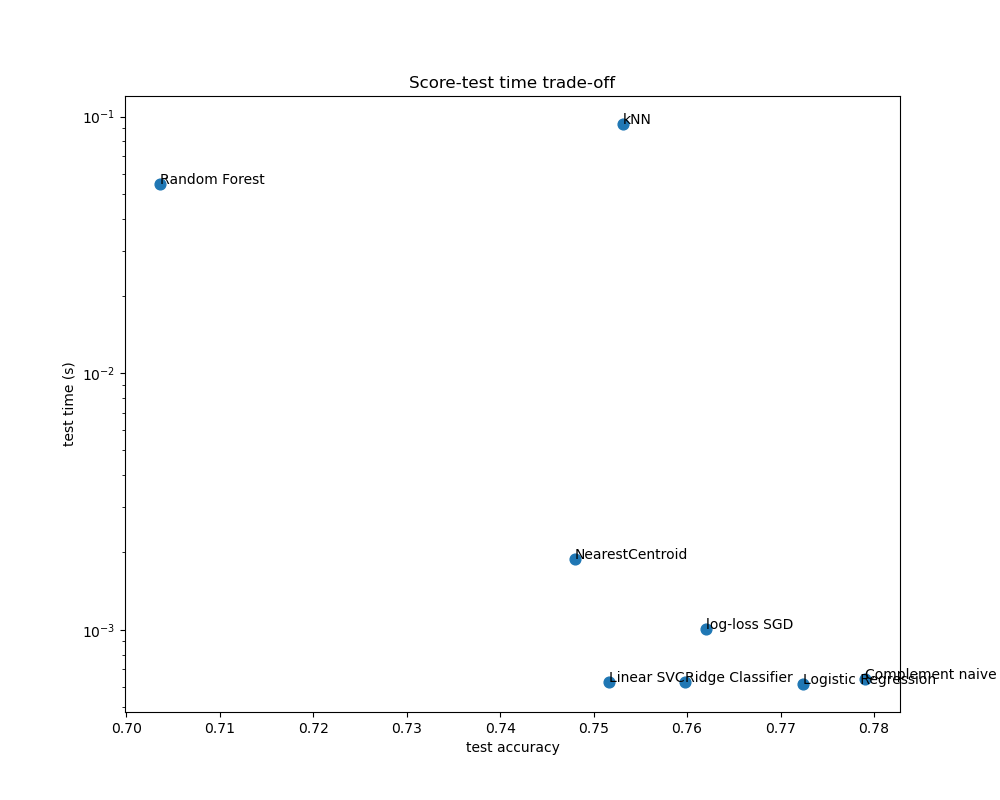 Score-test time trade-off
10⁻¹
kNN
Random Forest
10⁻²
test time (s)
NearestCentroid
10⁻³
log-loss SGD
Linear SVC
Ridge Classifier
Logistic Regression
Complement naive
0.70 0.71 0.72 0.73 0.74 0.75 0.76 0.77 0.78
test accuracy